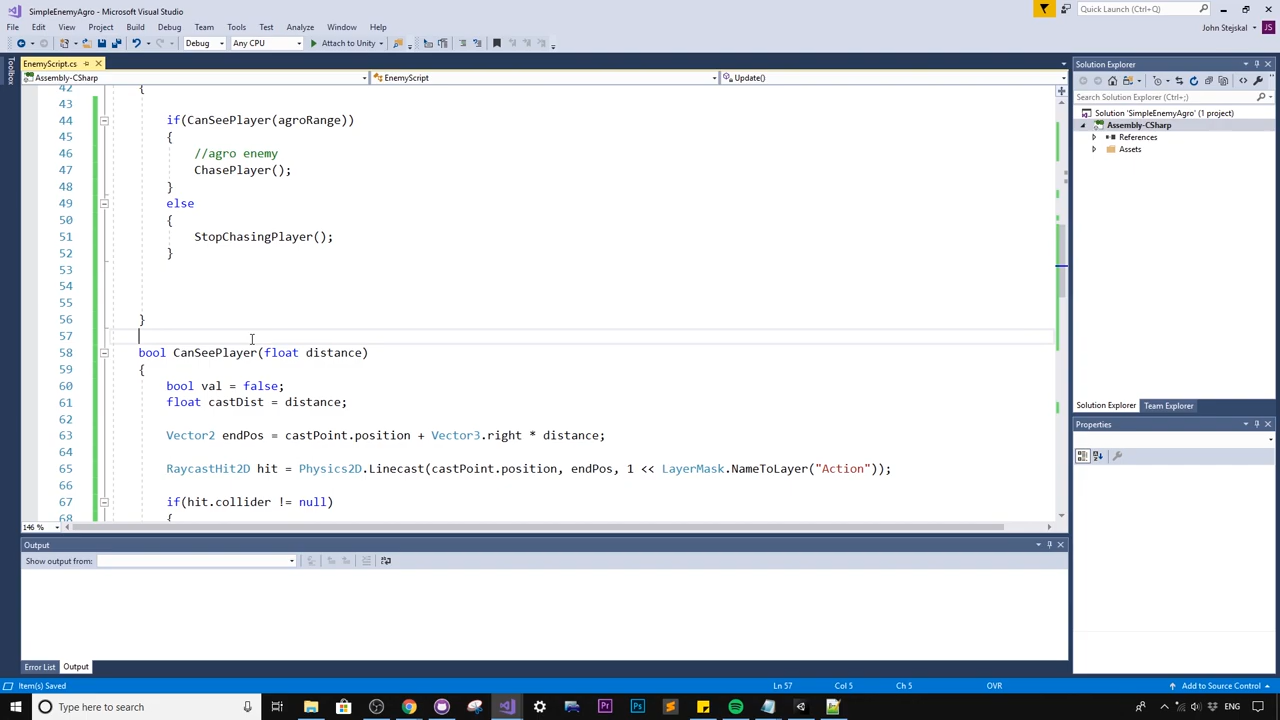 SimpleEnemyAgro - Microsoft Visual Studio
Quick Launch (Ctrl+Q)
File Edit View Project Build Debug Team Tools Test Analyze Window Help
John Stejskal JS
Debug Any CPU Attach to Unity
EnemyScript.cs
Toolbox
Assembly-CSharp EnemyScript Update()
42 {
43
44 if(CanSeePlayer(agroRange))
45 {
46 //agro enemy
47 ChasePlayer();
48 }
49 else
50 {
51 StopChasingPlayer();
52 }
53
54
55
56 }
57
58 bool CanSeePlayer(float distance)
59 {
60 bool val = false;
61 float castDist = distance;
62
63 Vector2 endPos = castPoint.position + Vector3.right * distance;
64
65 RaycastHit2D hit = Physics2D.Linecast(castPoint.position, endPos, 1 << LayerMask.NameToLayer("Action"));
66
67 if(hit.collider != null)
68 {
146 %
Output
Show output from:
Error List Output
Solution Explorer
Search Solution Explorer (Ctrl+;)
Solution 'SimpleEnemyAgro' (1 project)
Assembly-CSharp
References
Assets
Solution Explorer Team Explorer
Properties
Item(s) Saved Ln 57 Col 5 Ch 5 OVR Add to Source Control
Type here to search
Pr Ps